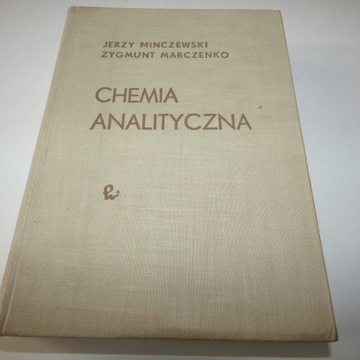 JERZY MINCZEWSKI
ZYGMUNT MARCZENKO
CHEMIA
ANALITYCZNA